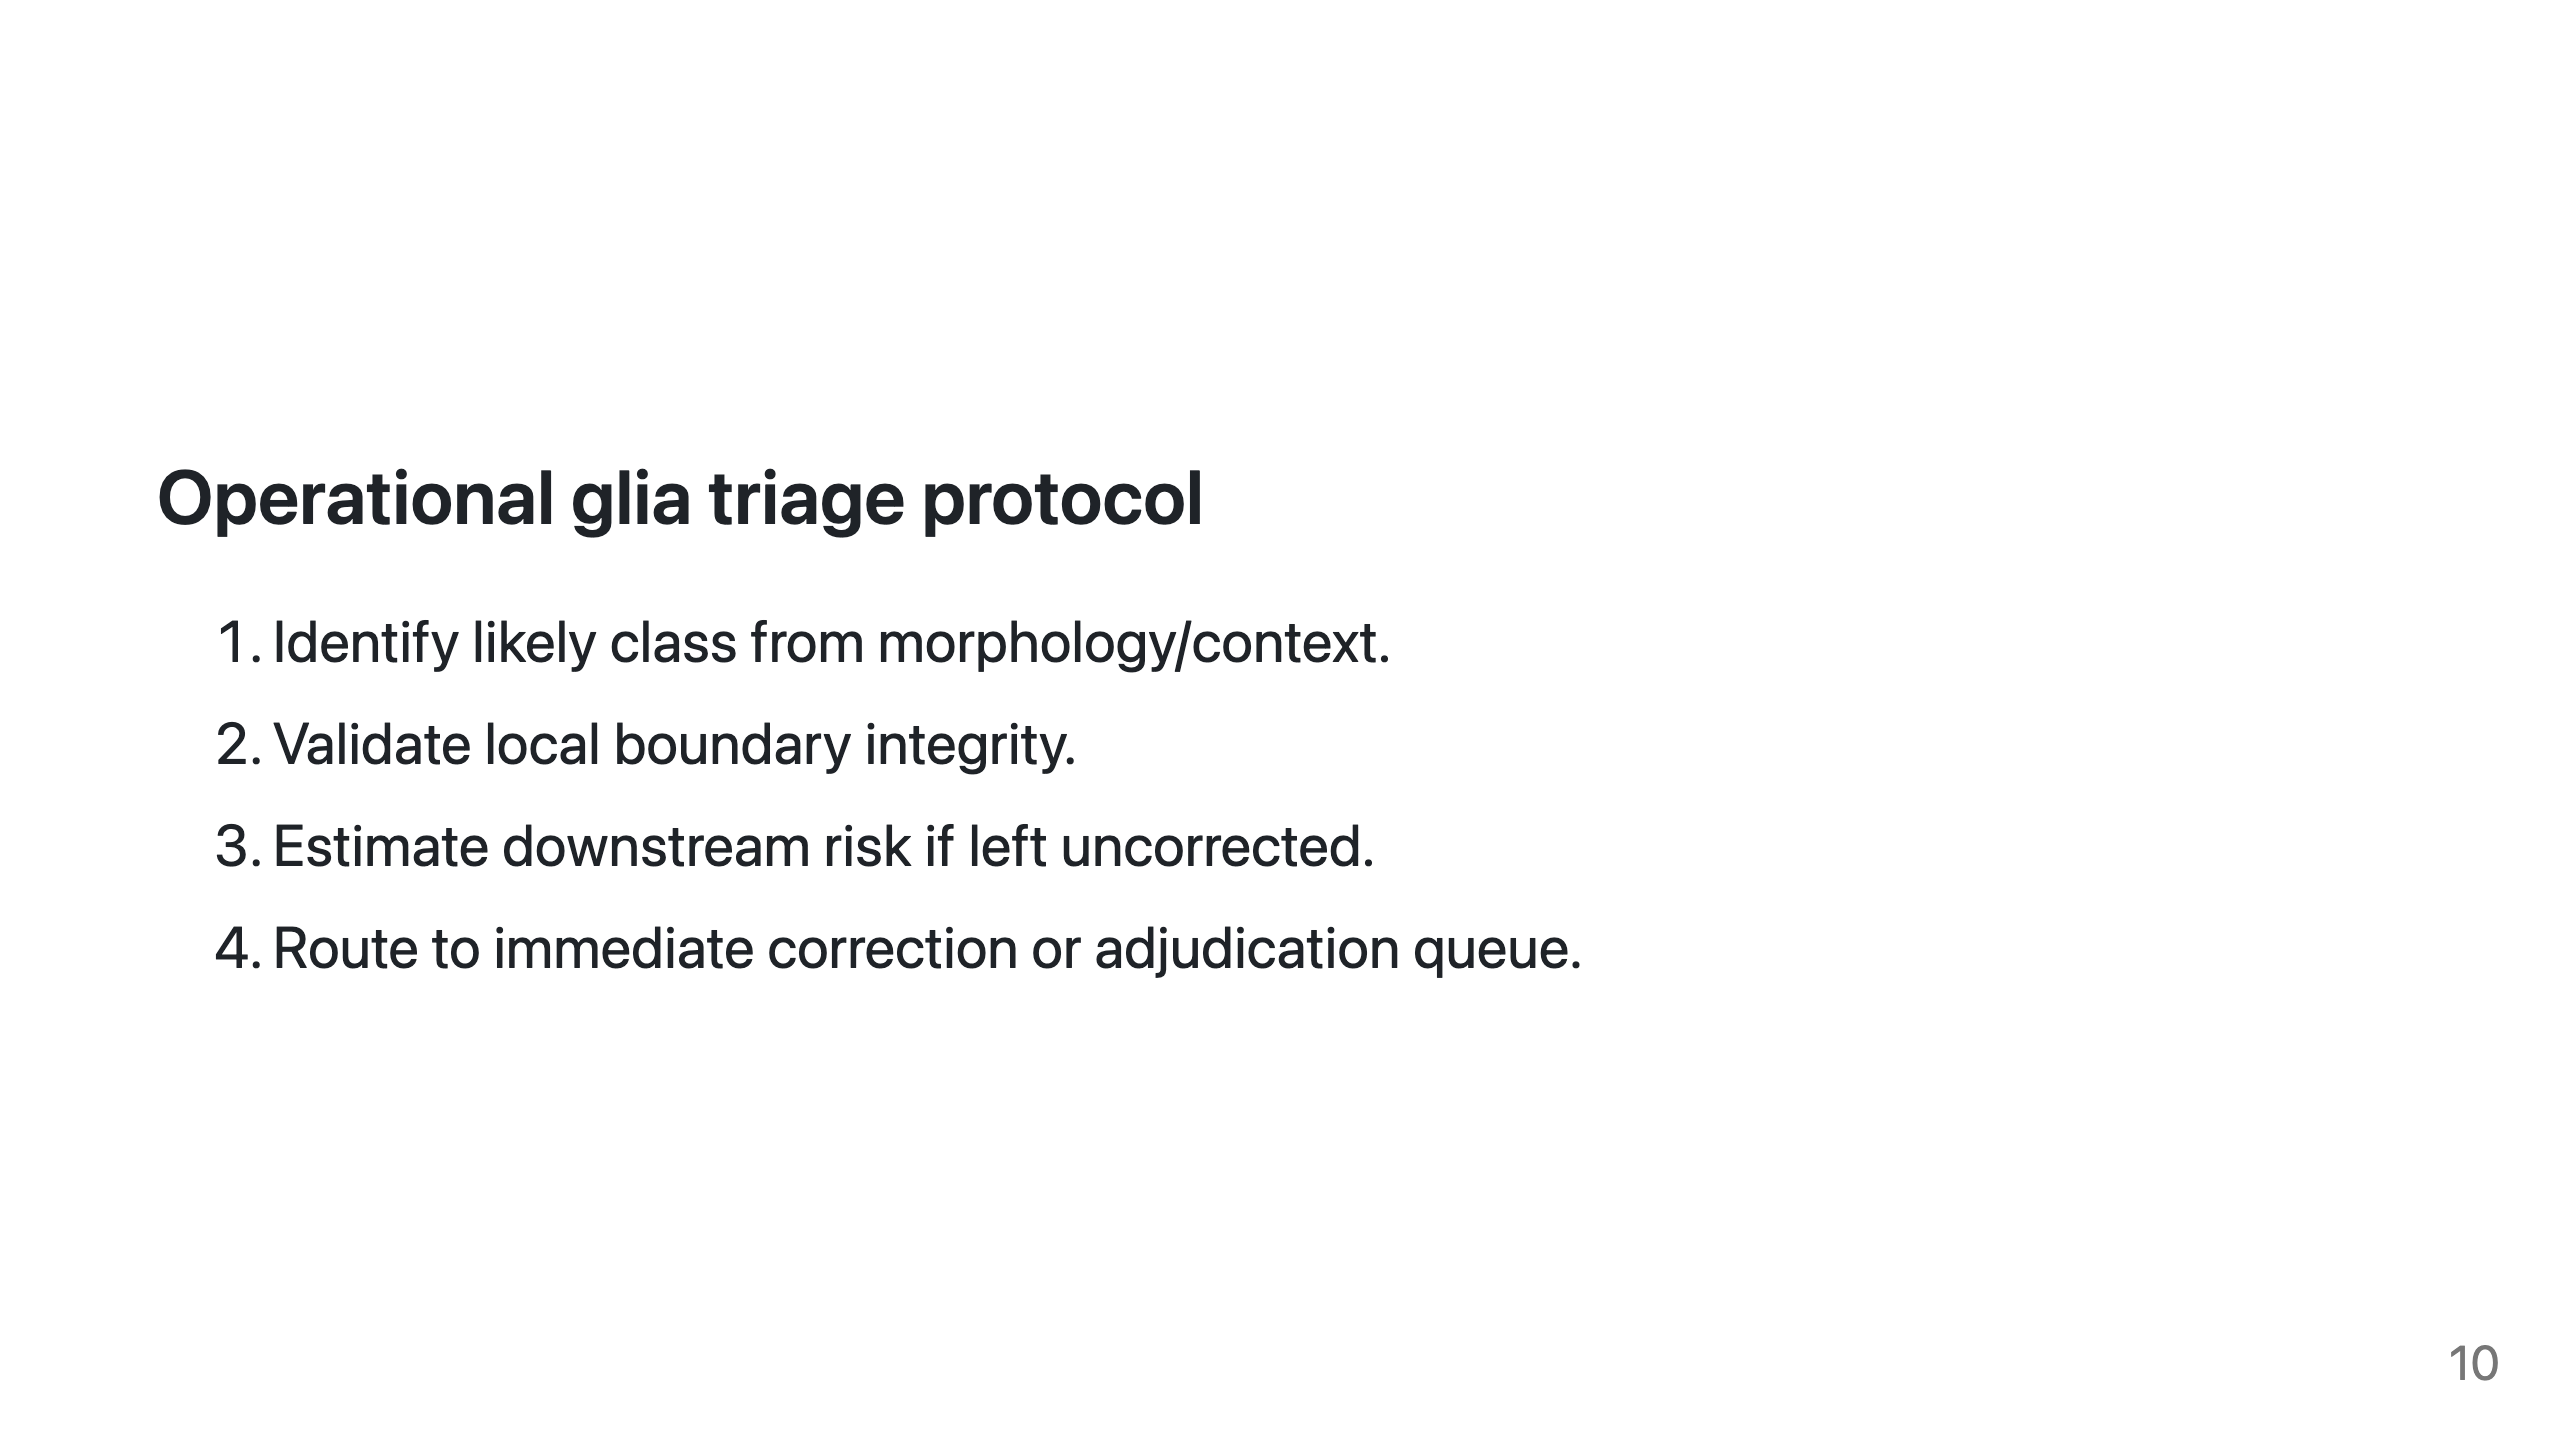 Operational glia triage protocol
1. Identify likely class from morphology/context.
2. Validate local boundary integrity.
3. Estimate downstream risk if left uncorrected.
4. Route to immediate correction or adjudication queue.
10